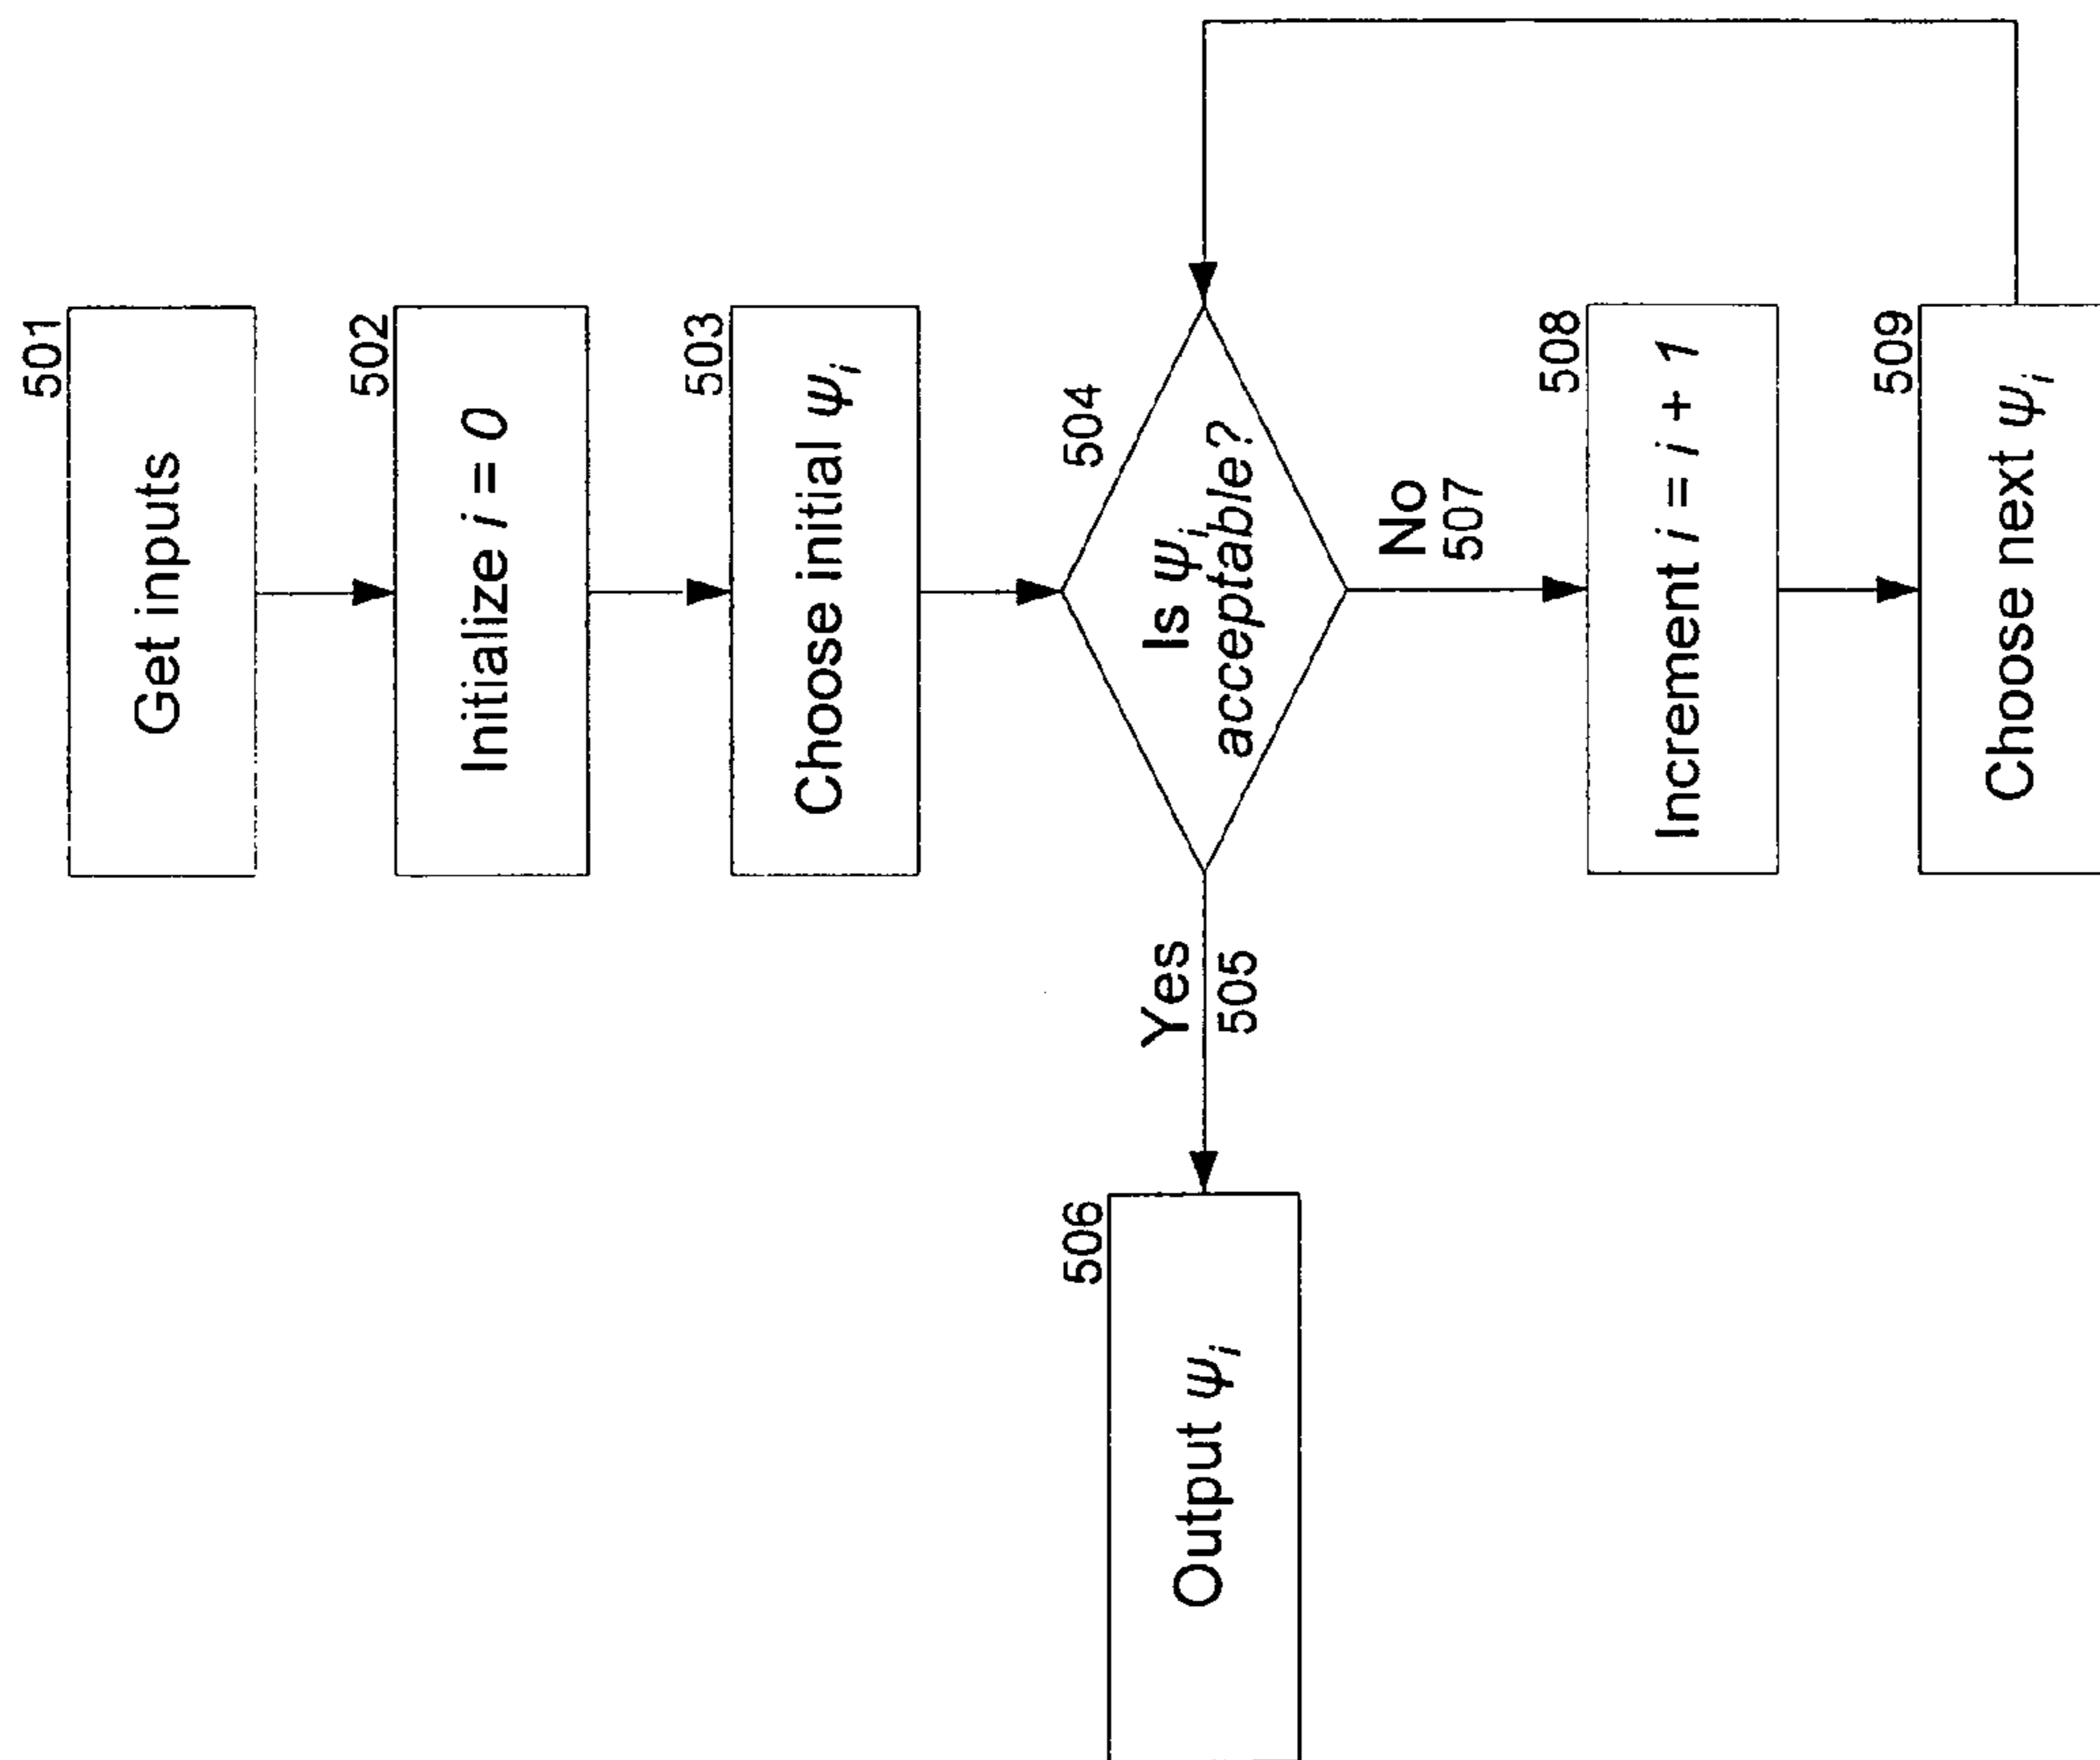 501
Get inputs
502
Initialize i = 0
503
Choose initial ψi
504
Is ψi
acceptable?
Yes
505
506
Output ψi
No
507
508
Increment i = i + 1
509
Choose next ψi